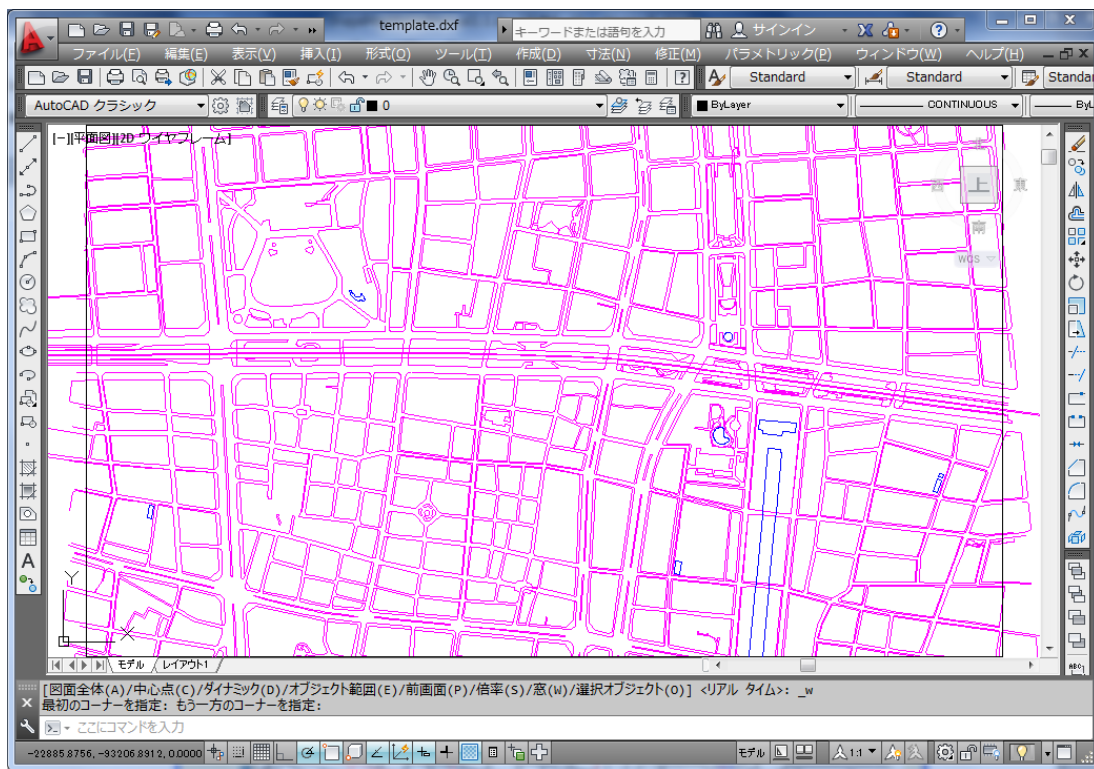 template.dxf
キーワードまたは語句を入力
サインイン
ファイル(F) 編集(E) 表示(V) 挿入(I) 形式(O) ツール(T) 作成(D) 寸法(N) 修正(M) パラメトリック(P) ウィンドウ(W) ヘルプ(H)
Standard Standard Standar
AutoCAD クラシック 0 ByLayer CONTINUOUS ByL
[-][平面図][2D ワイヤフレーム]
北
西 上 東
南
WCS
Y
X
モデル レイアウト1
[図面全体(A)/中心点(C)/ダイナミック(D)/オブジェクト範囲(E)/前画面(P)/倍率(S)/窓(W)/選択オブジェクト(O)] <リアル タイム>: _w
最初のコーナーを指定: もう一方のコーナーを指定:
ここにコマンドを入力
-22885.8756, -93206.8912, 0.0000 モデル 1:1